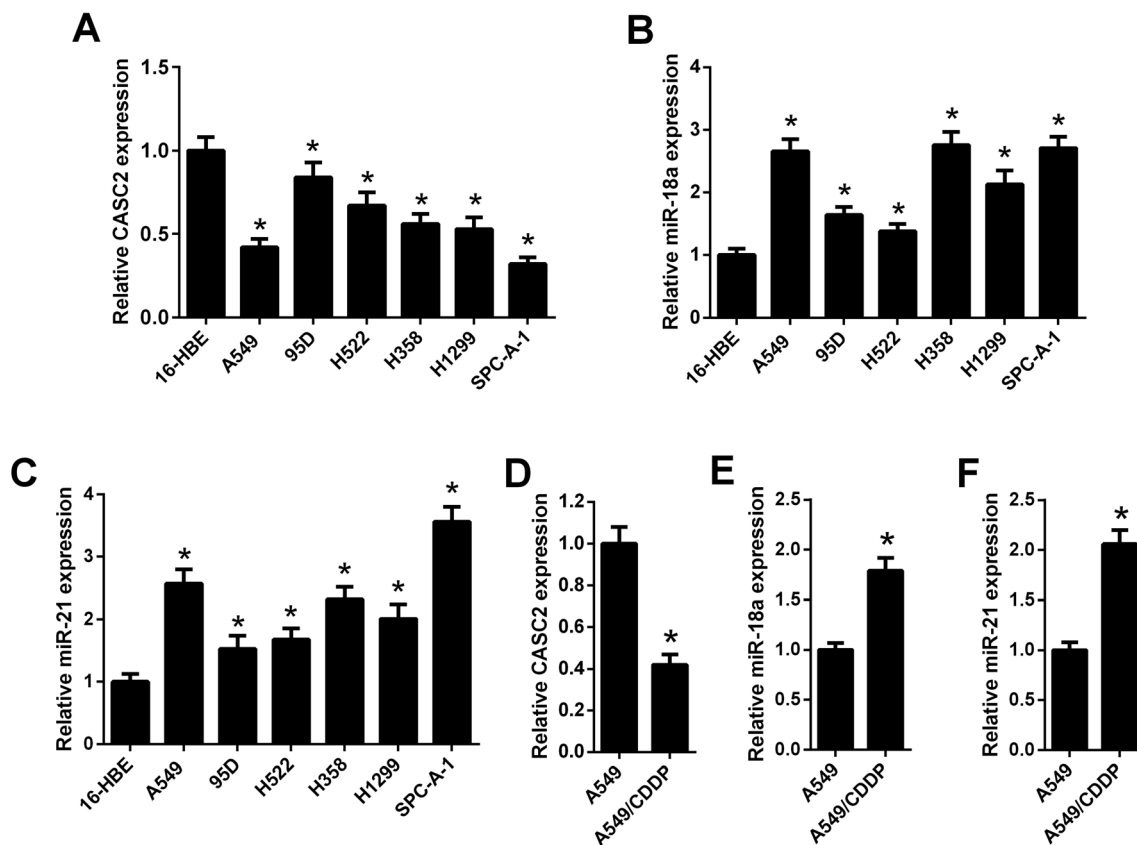 A
Relative CASC2 expression
1.5
1.0
0.5
0.0
*
*
*
*
*
*
16-HBE
A549
95D
H522
H358
H1299
SPC-A-1
B
Relative miR-18a expression
4
3
2
1
0
*
*
*
*
*
*
16-HBE
A549
95D
H522
H358
H1299
SPC-A-1
C
Relative miR-21 expression
4
3
2
1
0
*
*
*
*
*
*
16-HBE
A549
95D
H522
H358
H1299
SPC-A-1
D
Relative CASC2 expression
1.2
1.0
0.8
0.6
0.4
0.2
0.0
*
A549
A549/CDDP
E
Relative miR-18a expression
2.5
2.0
1.5
1.0
0.5
0.0
*
A549
A549/CDDP
F
Relative miR-21 expression
2.5
2.0
1.5
1.0
0.5
0.0
*
A549
A549/CDDP